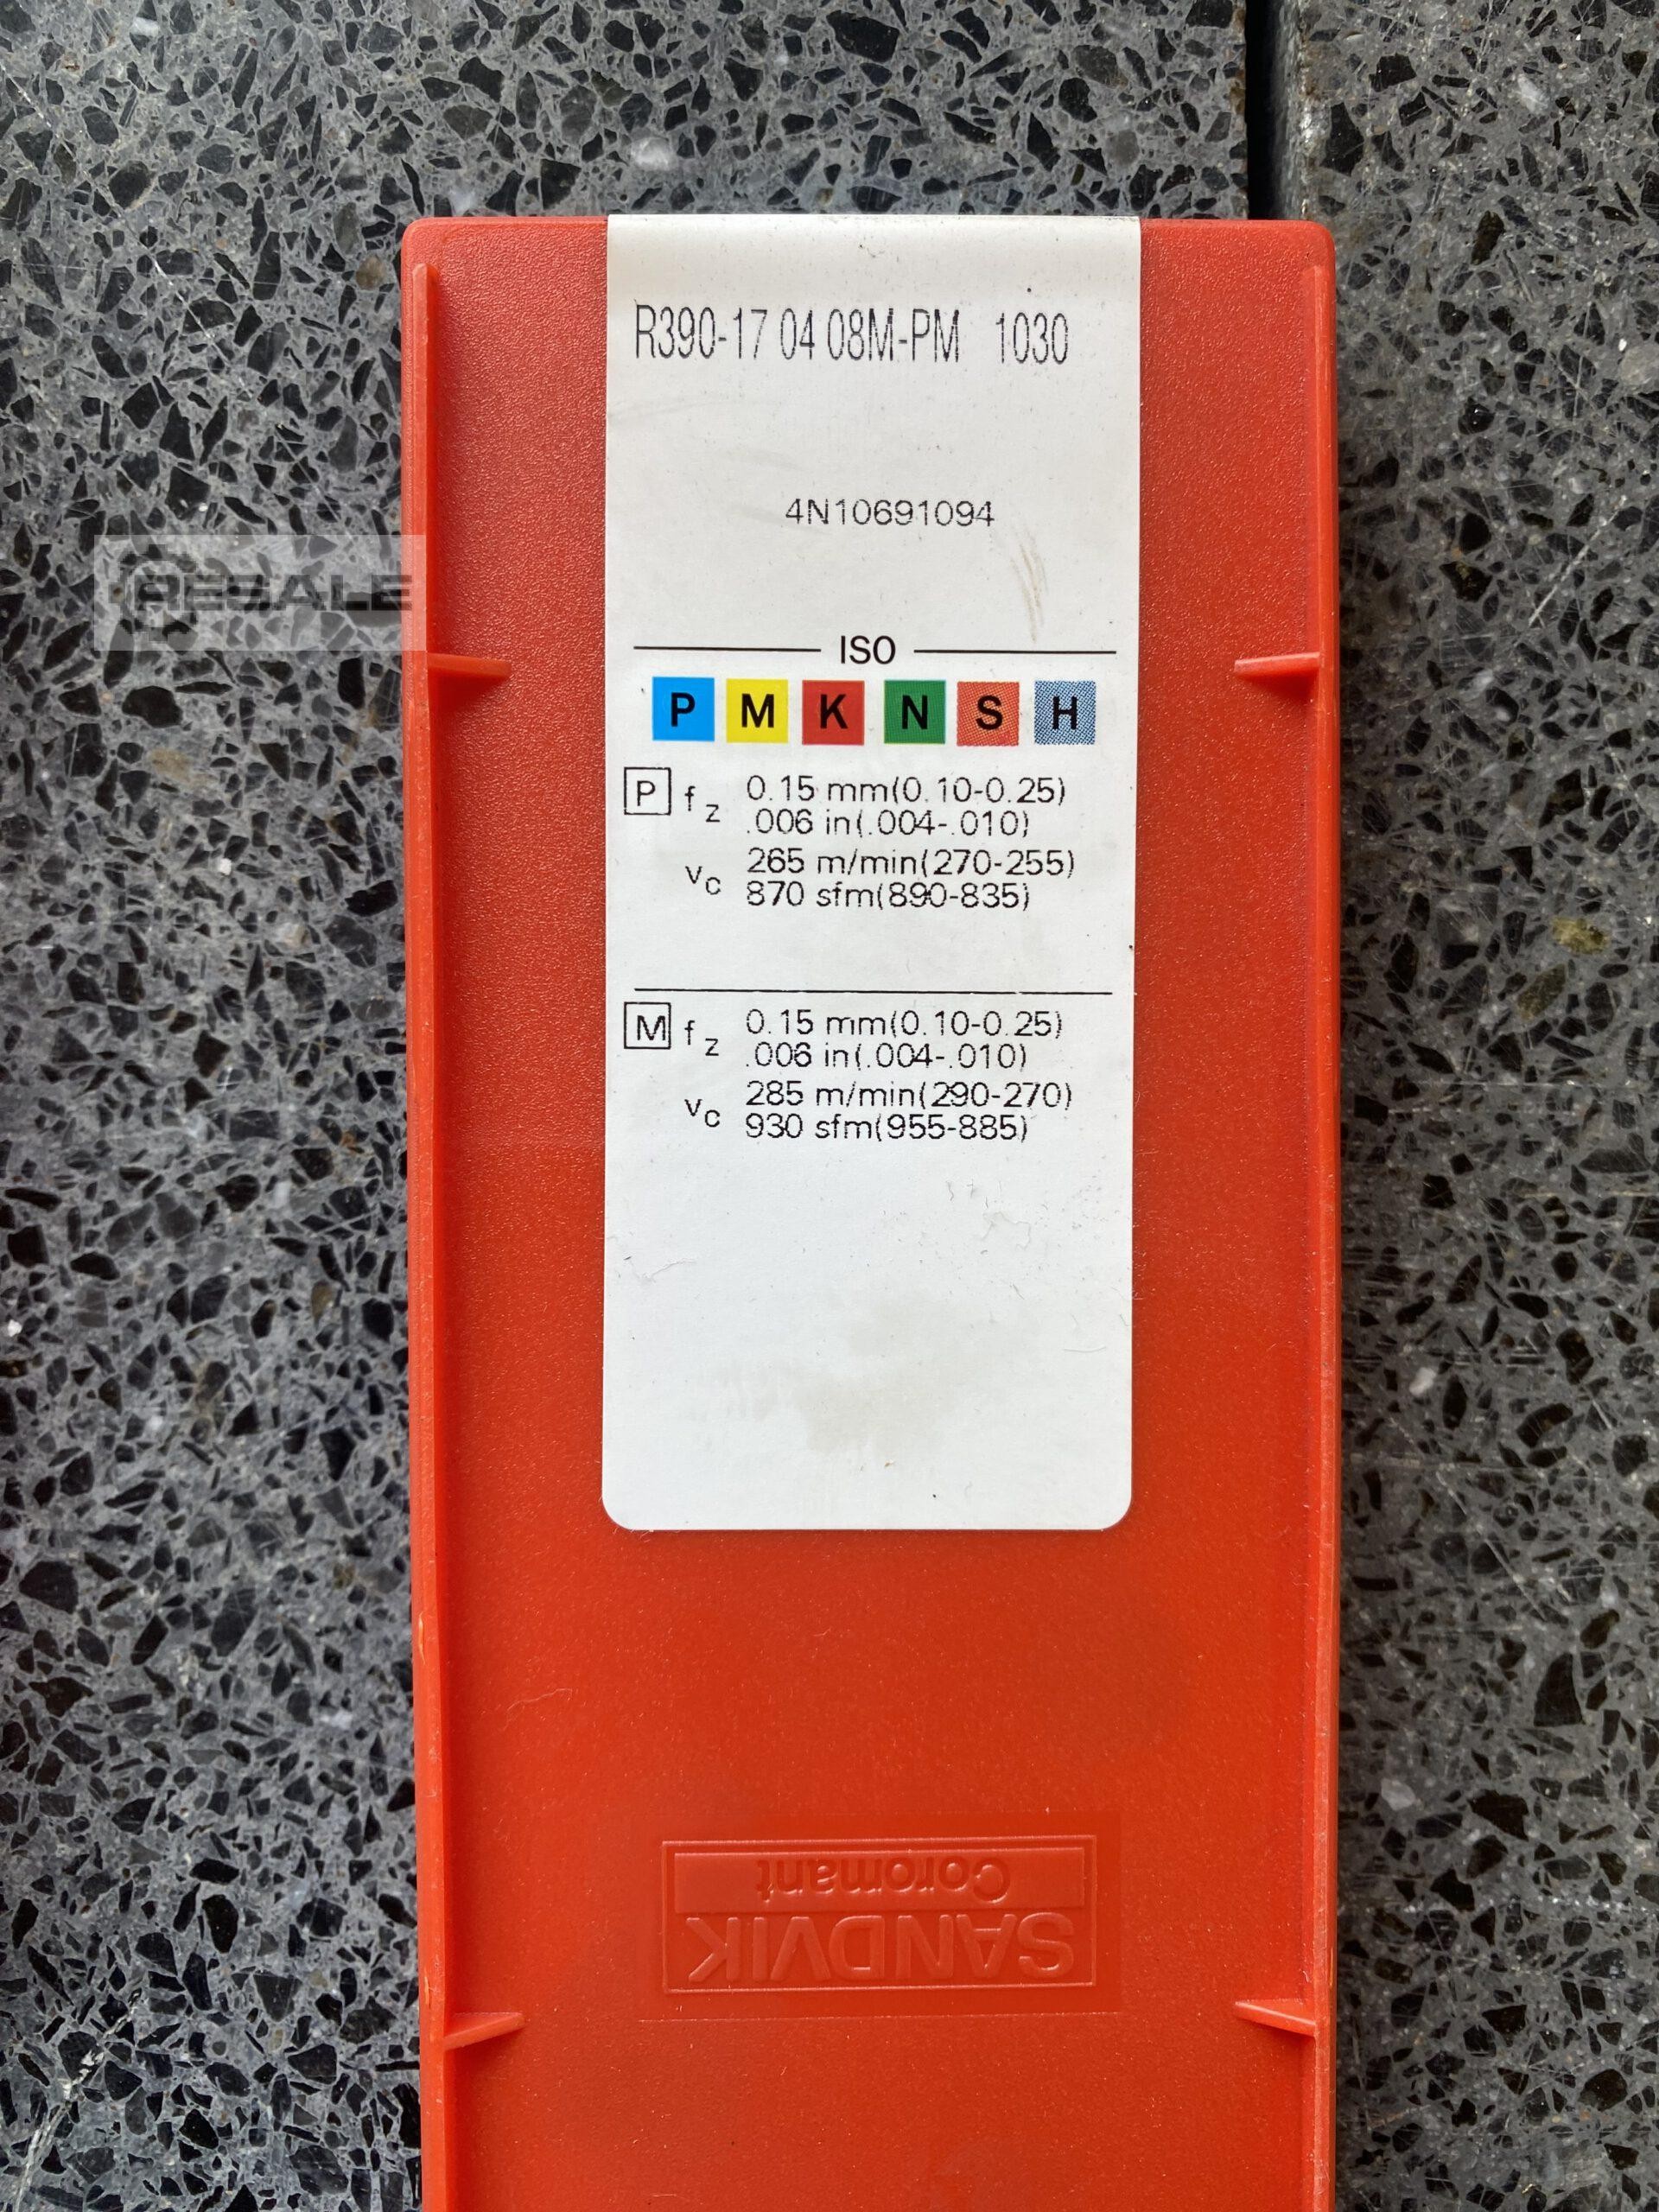 R390-17 04 08M-PM 1030
4N10691094
RESALE
ISO
P M K N S H
P fz 0.15 mm(0.10-0.25)
.006 in(.004-.010)
vc 265 m/min(270-255)
870 sfm(890-835)
M fz 0.15 mm(0.10-0.25)
.006 in(.004-.010)
vc 285 m/min(290-270)
930 sfm(955-885)
SANDVIK
Coromant